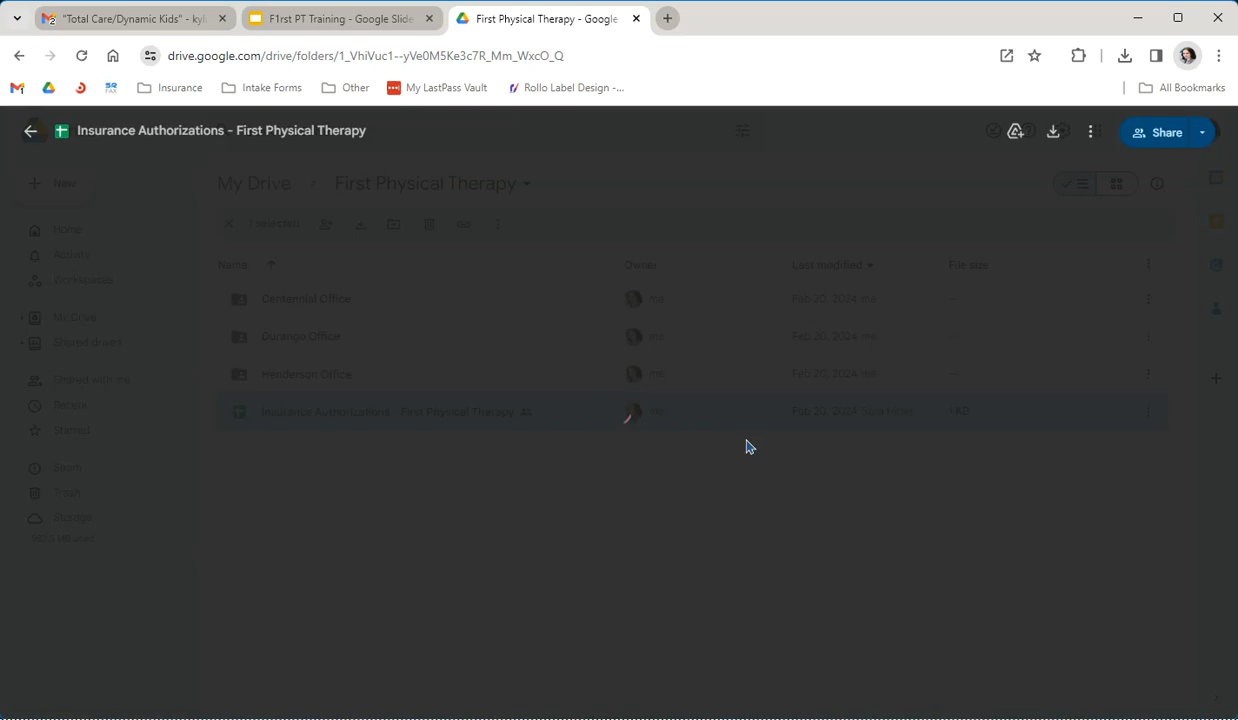 "Total Care/Dynamic Kids" - kyl
F1rst PT Training - Google Slide
First Physical Therapy - Google
drive.google.com/drive/folders/1_VhiVuc1--yVe0M5Ke3c7R_Mm_WxcO_Q
Insurance
Intake Forms
Other
My LastPass Vault
Rollo Label Design -...
All Bookmarks
Insurance Authorizations - First Physical Therapy
Share
New
My Drive
First Physical Therapy
1 selected
Home
Activity
Workspaces
My Drive
Shared drives
Shared with me
Recent
Starred
Spam
Trash
Storage
Name
Owner
Last modified
File size
Centennial Office
me
Feb 20, 2024 me
–
Durango Office
me
Feb 20, 2024 me
–
Henderson Office
me
Feb 20, 2024 me
–
Insurance Authorizations - First Physical Therapy
me
Feb 20, 2024
1 KB